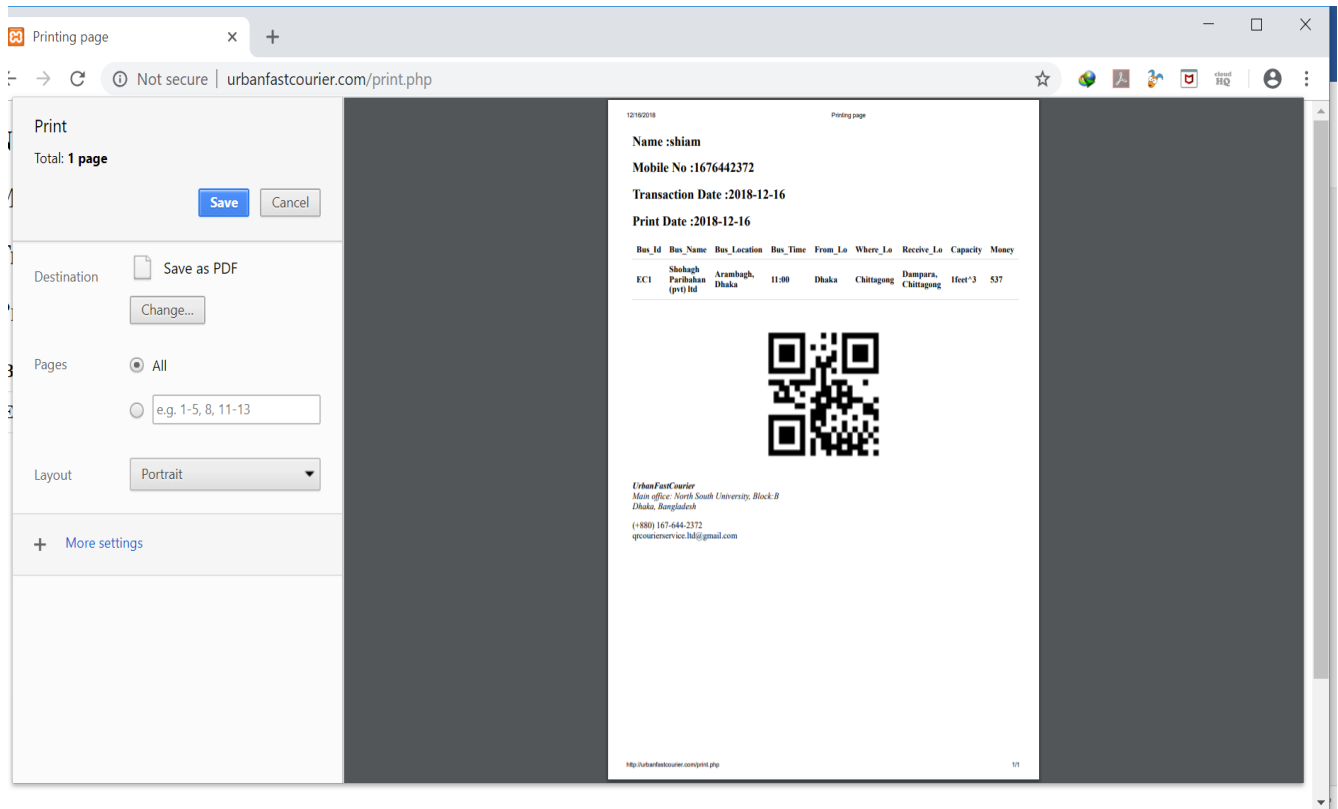 Printing page
Not secure | urbanfastcourier.com/print.php
cloud
HQ
Print
Total: 1 page
Save Cancel
Destination Save as PDF
Change...
Pages All
e.g. 1-5, 8, 11-13
Layout Portrait
More settings
12/16/2018 Printing page
Name :shiam
Mobile No :1676442372
Transaction Date :2018-12-16
Print Date :2018-12-16
Bus_Id Bus_Name Bus_Location Bus_Time From_Lo Where_Lo Receive_Lo Capacity Money
EC1 Shohagh Paribahan (pvt) ltd Arambagh, Dhaka 11:00 Dhaka Chittagong Dampara, Chittagong 1feet^3 537
UrbanFastCourier
Main office: North South University, Block:B
Dhaka, Bangladesh
(+880) 167-644-2372
qrcourierservice.ltd@gmail.com
http://urbanfastcourier.com/print.php 1/1